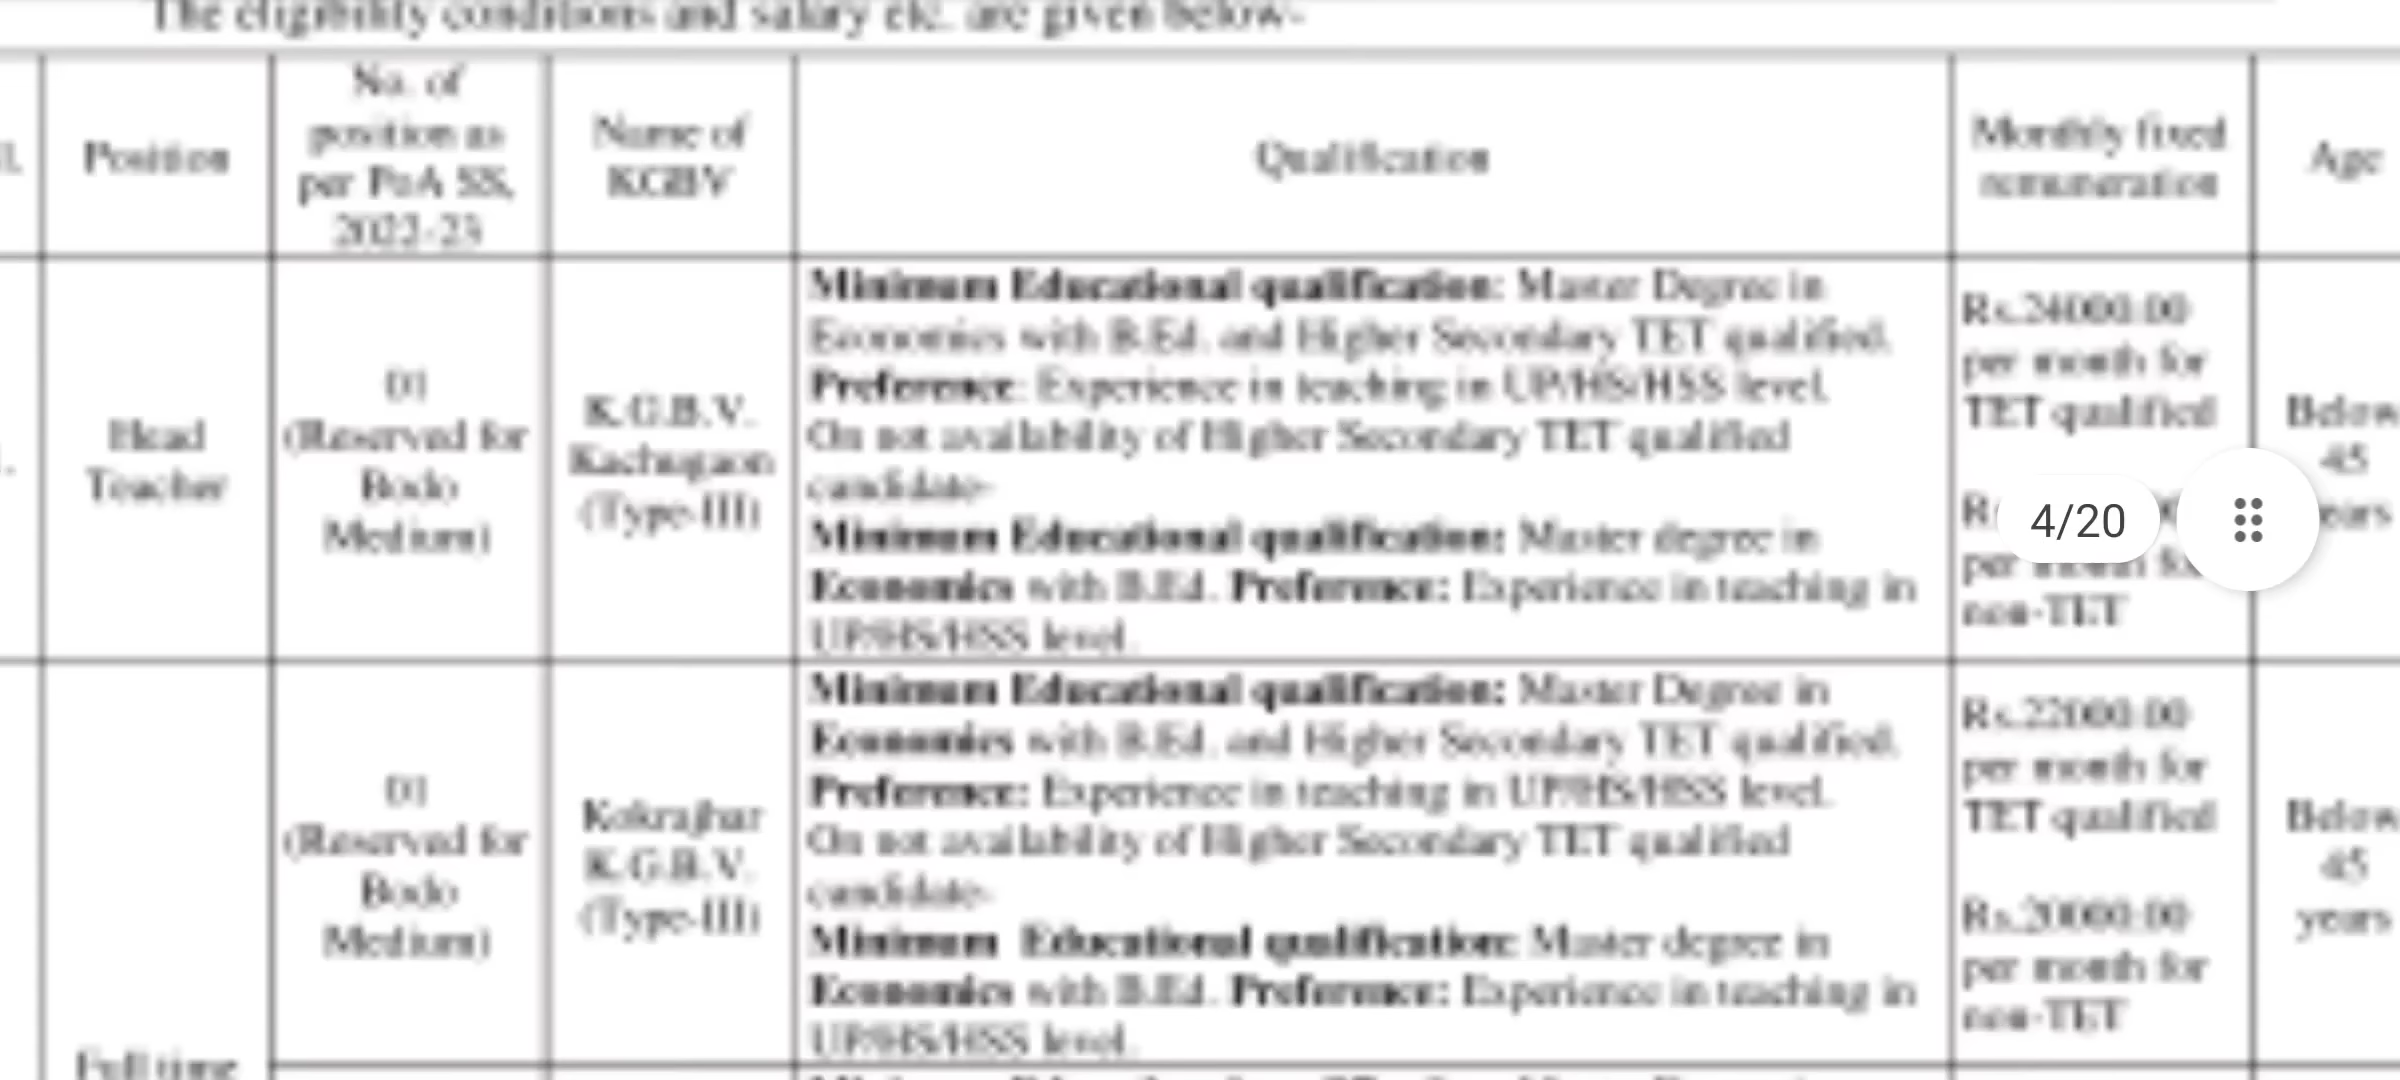 The eligibility conditions and salary etc. are given below-
Position
No. of
position as
per PoA SS,
2022-23
Name of
KGBV
Qualification
Monthly fixed
remuneration
Age
Head
Teacher
01
(Reserved for
Bodo
Medium)
K.G.B.V.
Kachugaon
(Type-III)
Minimum Educational qualification: Master Degree in
Economics with B.Ed. and Higher Secondary TET qualified.
Preference: Experience in teaching in UP/HS/HSS level.
On not availability of Higher Secondary TET qualified
candidate-
Minimum Educational qualification: Master degree in
Economics with B.Ed. Preference: Experience in teaching in
UP/HS/HSS level.
Rs.24000.00
per month for
TET qualified
per month for
non-TET
Below
45
years
4/20
01
(Reserved for
Bodo
Medium)
Kokrajhar
K.G.B.V.
(Type-III)
Minimum Educational qualification: Master Degree in
Economics with B.Ed. and Higher Secondary TET qualified.
Preference: Experience in teaching in UP/HS/HSS level.
On not availability of Higher Secondary TET qualified
candidate-
Minimum Educational qualification: Master degree in
Economics with B.Ed. Preference: Experience in teaching in
UP/HS/HSS level.
Rs.22000.00
per month for
TET qualified
Rs.20000.00
per month for
non-TET
Below
45
years
Full time